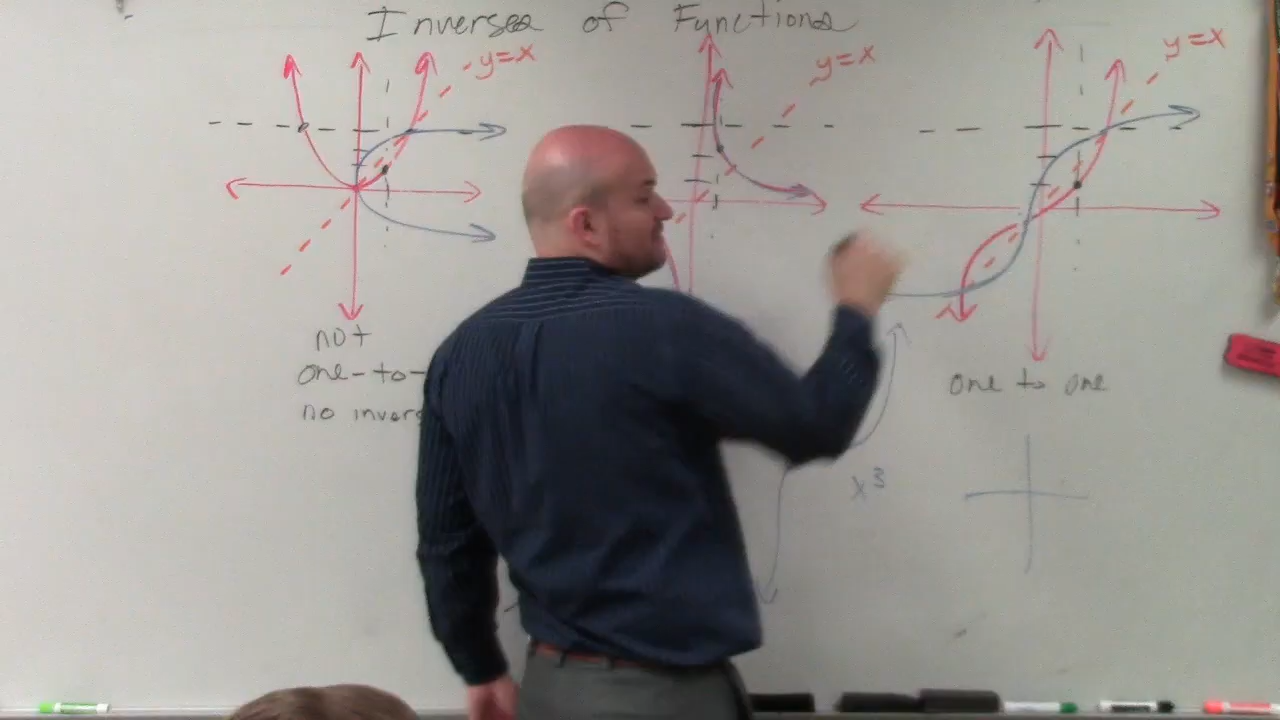 Inverses of Functions
y=x
y=x
y=x
not
one-to-
no invers
one to one
x³